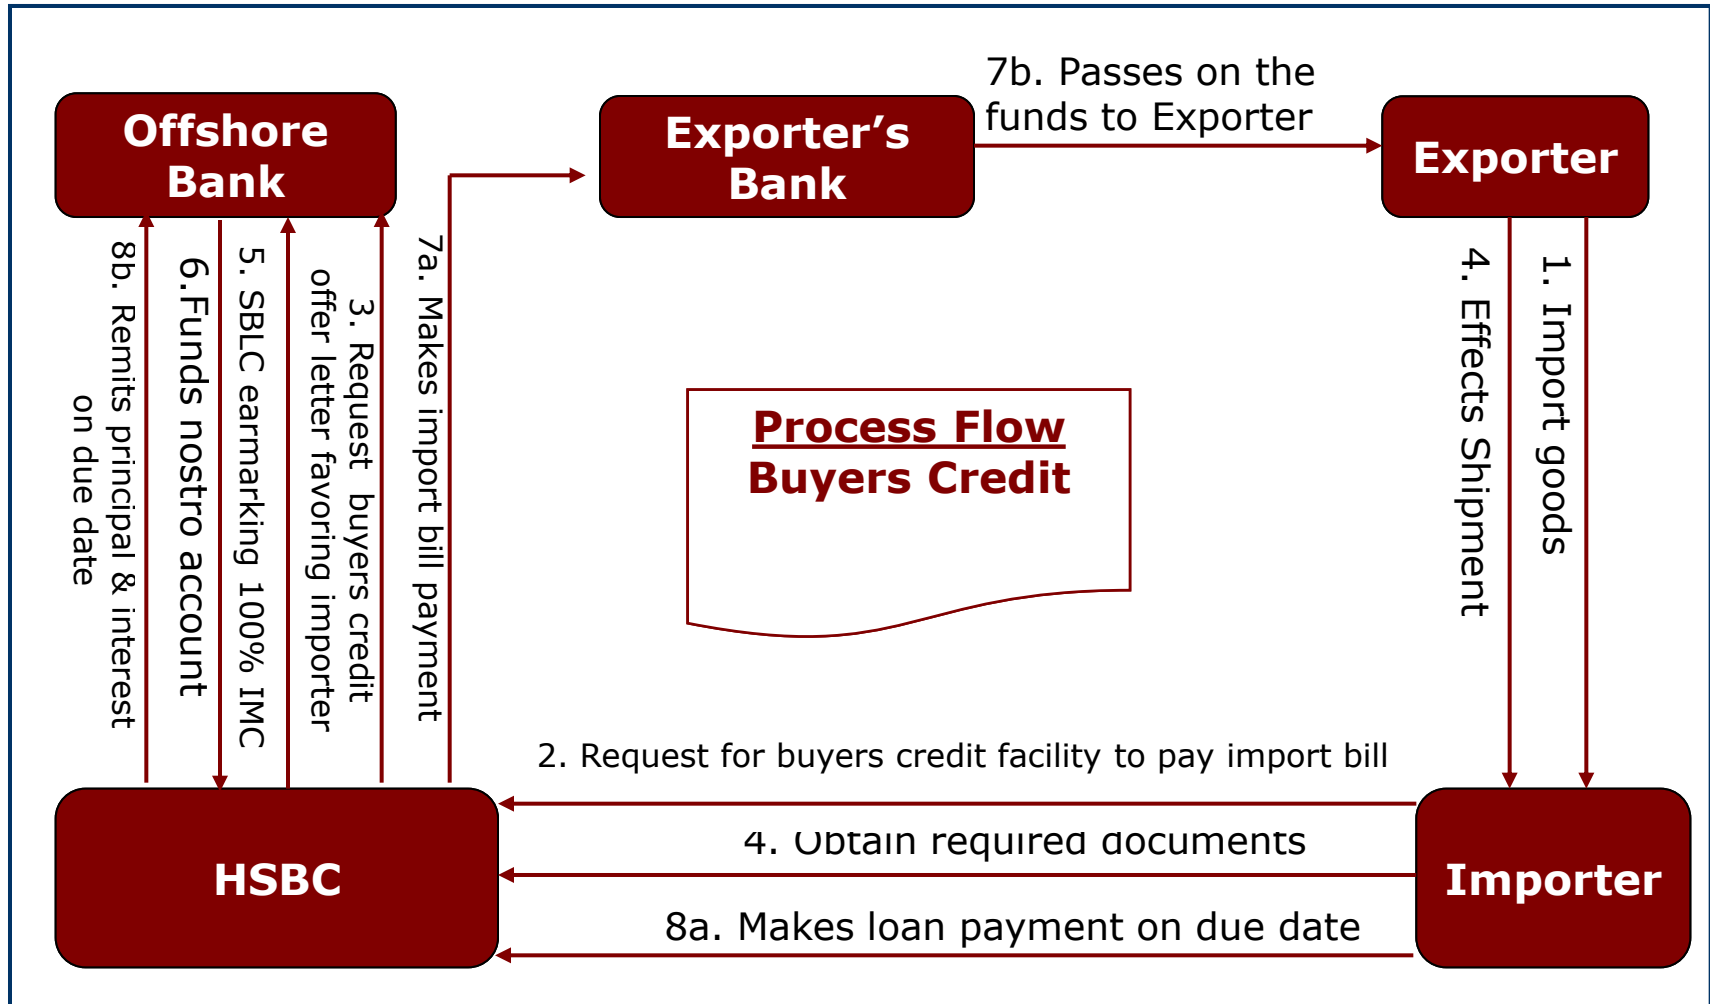 7b. Passes on the
funds to Exporter
Offshore
Bank
Exporter’s
Bank
Exporter
8b. Remits principal & interest
on due date
6.Funds nostro account
5. SBLC earmarking 100% IMC
3. Request  buyers credit
offer letter favoring importer
7a. Makes import bill payment
4. Effects Shipment
1. Import goods
Process Flow
Buyers Credit
2. Request for buyers credit facility to pay import bill
4. Obtain required documents
8a. Makes loan payment on due date
HSBC
Importer